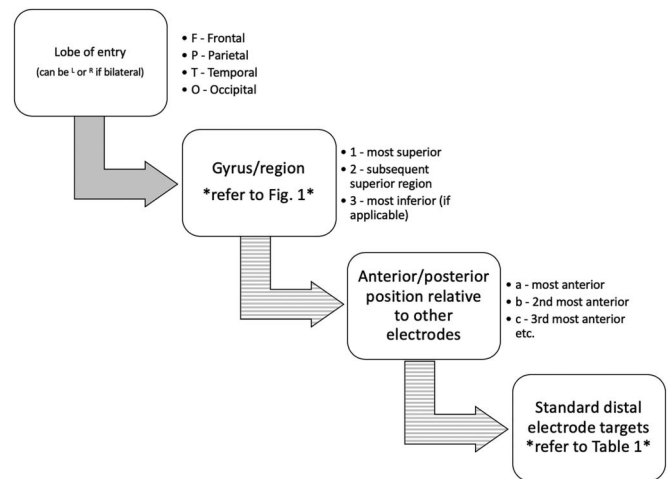 Lobe of entry
(can be ᴸ or ᴿ if bilateral)
• F - Frontal
• P - Parietal
• T - Temporal
• O - Occipital
Gyrus/region
*refer to Fig. 1*
• 1 - most superior
• 2 - subsequent
superior region
• 3 - most inferior (if
applicable)
Anterior/posterior
position relative
to other
electrodes
• a - most anterior
• b - 2nd most anterior
• c - 3rd most anterior
etc.
Standard distal
electrode targets
*refer to Table 1*